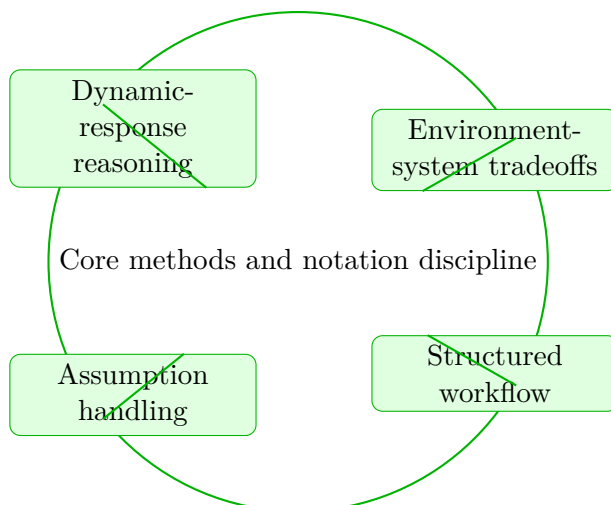 Dynamic-
response
reasoning
Environment-
system tradeoffs
Core methods and notation discipline
Assumption
handling
Structured
workflow